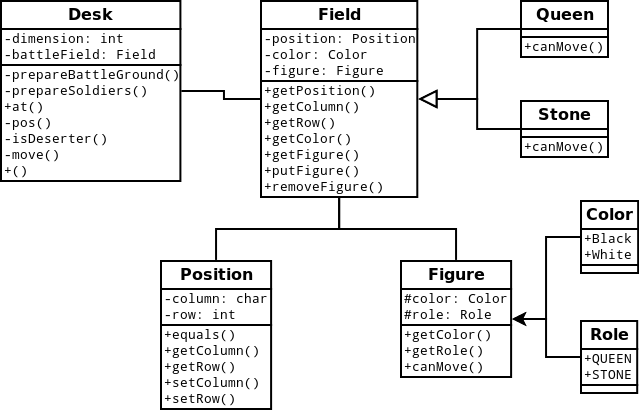 Desk
-dimension: int
-battleField: Field
-prepareBattleGround()
-prepareSoldiers()
+at()
-pos()
-isDeserter()
-move()
+()
Field
-position: Position
-color: Color
-figure: Figure
+getPosition()
+getColumn()
+getRow()
+getColor()
+getFigure()
+putFigure()
+removeFigure()
Queen
+canMove()
Stone
+canMove()
Position
-column: char
-row: int
+equals()
+getColumn()
+getRow()
+setColumn()
+setRow()
Figure
#color: Color
#role: Role
+getColor()
+getRole()
+canMove()
Color
+Black
+White
Role
+QUEEN
+STONE